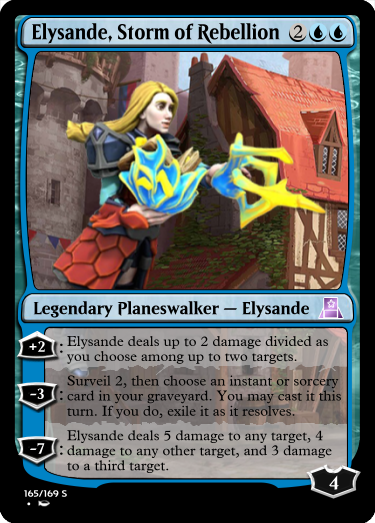 Elysande, Storm of Rebellion 2
Legendary Planeswalker — Elysande
+2: Elysande deals up to 2 damage divided as
you choose among up to two targets.
-3: Surveil 2, then choose an instant or sorcery
card in your graveyard. You may cast it this
turn. If you do, exile it as it resolves.
-7: Elysande deals 5 damage to any target, 4
damage to any other target, and 3 damage
to a third target.
4
165/169 S